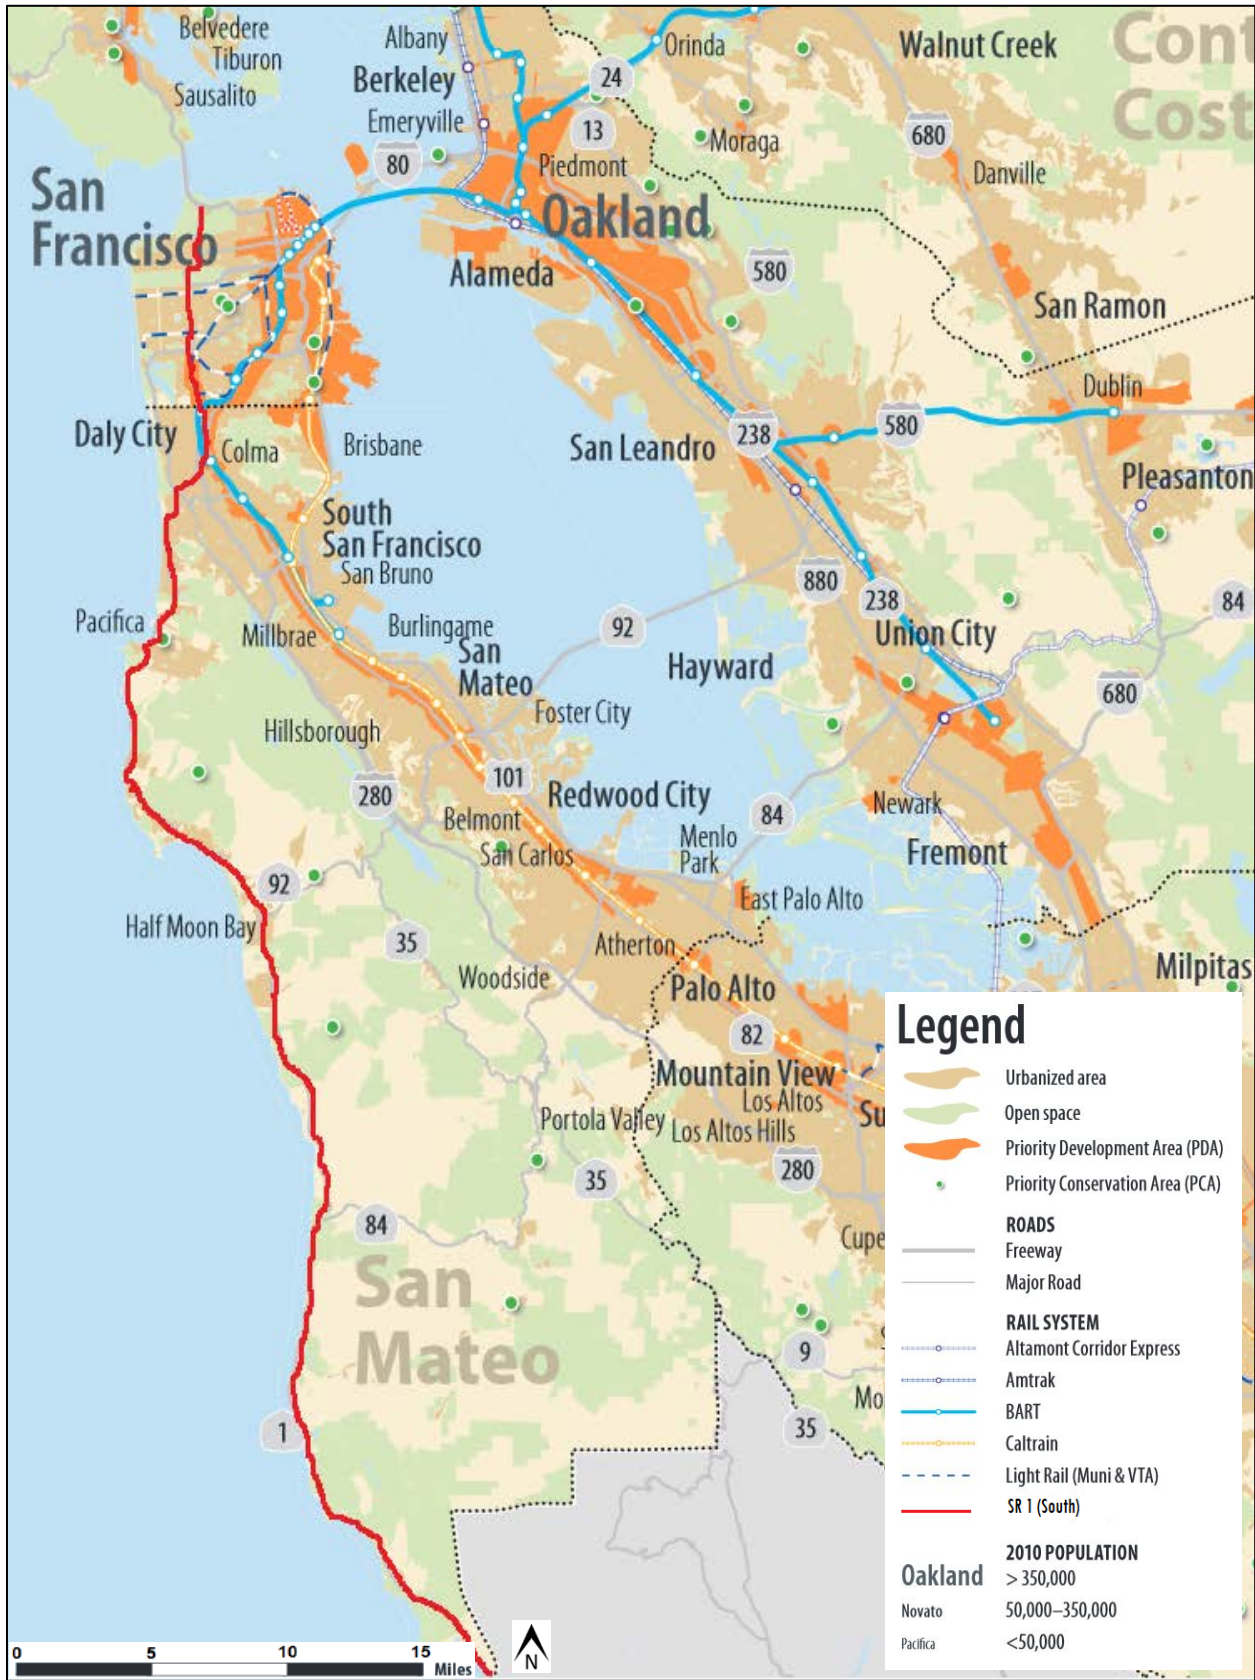 Belvedere
Tiburon
Sausalito
Albany
Berkeley
Emeryville
80
Orinda
24
13
Piedmont
Moraga
Walnut Creek
Cont
Cost
680
Danville
San
Francisco
Oakland
Alameda
580
San Ramon
Dublin
Daly City
Colma
Brisbane
San Leandro
238
580
Pleasanton
South
San Francisco
San Bruno
880
238
84
Pacifica
Millbrae
Burlingame
San
Mateo
92
Union City
Hayward
680
Hillsborough
Foster City
280
101
Redwood City
Belmont
San Carlos
Menlo
Park
84
Newark
Fremont
92
Half Moon Bay
35
East Palo Alto
Atherton
Woodside
Palo Alto
Milpitas
82
Mountain View
Los Altos
Su
Portola Valley
Los Altos Hills
280
35
84
Cupe
San
Mateo
9
Mo
35
1
Legend
Urbanized area
Open space
Priority Development Area (PDA)
Priority Conservation Area (PCA)
ROADS
Freeway
Major Road
RAIL SYSTEM
Altamont Corridor Express
Amtrak
BART
Caltrain
Light Rail (Muni & VTA)
SR 1 (South)
2010 POPULATION
Oakland > 350,000
Novato 50,000–350,000
Pacifica <50,000
0 5 10 15
Miles
N